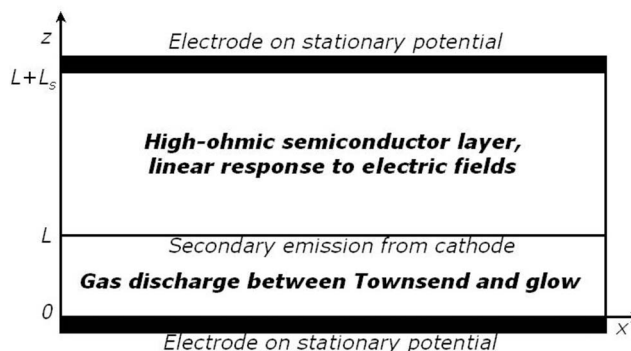 z
Electrode on stationary potential
L+Ls
High-ohmic semiconductor layer,
linear response to electric fields
L
Secondary emission from cathode
Gas discharge between Townsend and glow
0
x
Electrode on stationary potential